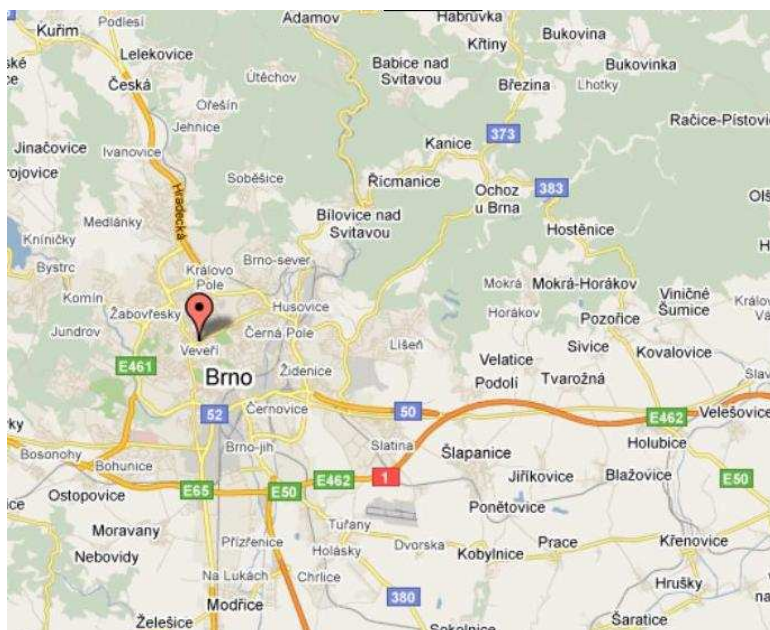 Podlesí
Adamov
Habrůvka
Kuřim
Křtiny
Bukovina
Lelekovice
Babice nad
Svitavou
Bukovinka
Česká
Útěchov
Březina
Lhotky
Ořešín
Jehnice
373
Račice-Pístov
Jinačovice
Ivanovice
Kanice
rojovice
Soběšice
Řícmanice
Ochoz
u Brna
383
Hradecká
Medlánky
Bílovice nad
Svitavou
Hostěnice
Kníničky
Brno-sever
Bystrc
Královo
Pole
Mokrá
Mokrá-Horákov
Komín
Žabovřesky
Husovice
Horákov
Viničné
Šumice
Pozořice
Jundrov
Černá Pole
Líšeň
Sivice
Veveří
Velatice
Kovalovice
E461
Brno
Židenice
Podolí
Tvarožná
52
Černovice
50
E462
Velešovice
Bosonohy
Brno-jih
Slatina
Šlapanice
Holubice
Bohunice
E462
1
Jiříkovice
Blažovice
E50
Ostopovice
E65
E50
Ponětovice
Moravany
Tuřany
Nebovidy
Přízřenice
Holásky
Dvorska
Kobylnice
Prace
Křenovice
Na Lukách
Chrlice
Hrušky
Modřice
380
Želešice
Sokolnice
Šaratice